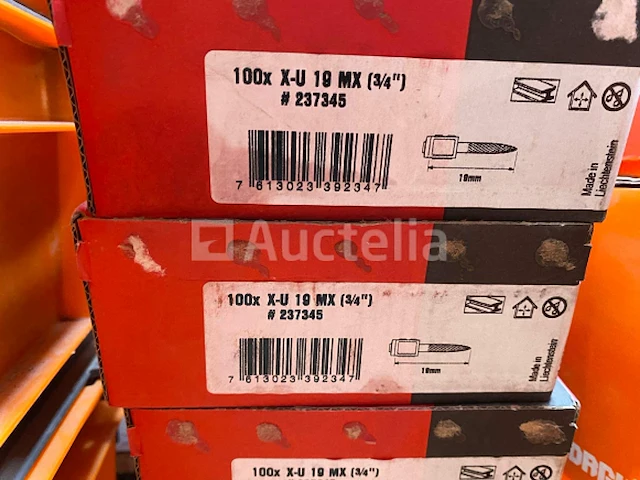 100x X-U 19 MX (3/4")
# 237345
7 613023 392347
19mm
Made in
Liechtenstein
Auctelia
100x X-U 19 MX (3/4")
# 237345
7 613023 392347
19mm
Made in
Liechtenstein
100x X-U 19 MX (3/4")